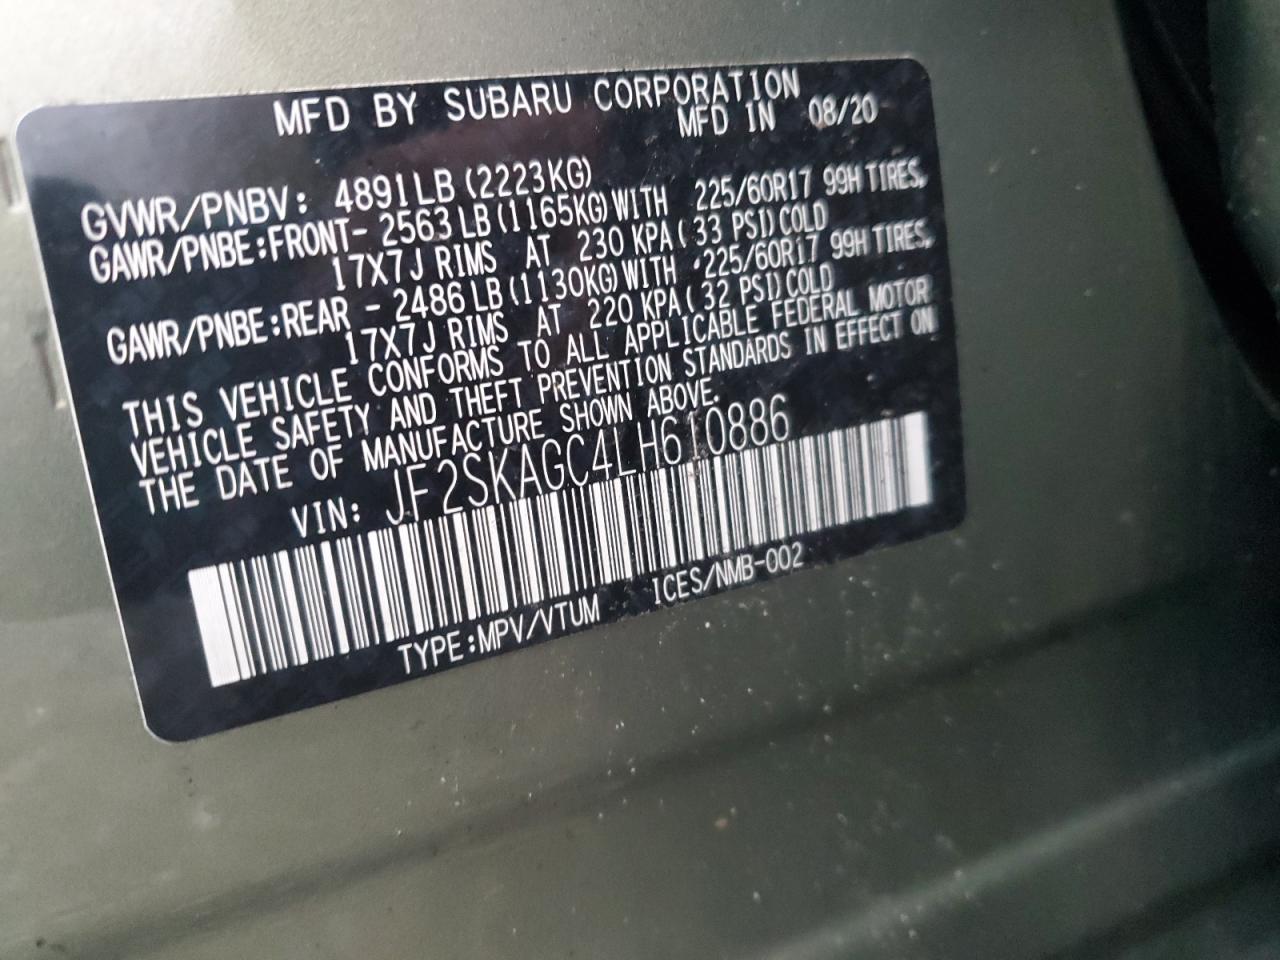 MFD BY SUBARU CORPORATION
MFD IN 08/20
GVWR/PNBV: 4891LB (2223KG)
GAWR/PNBE:FRONT- 2563 LB (1165KG) WITH 225/60R17 99H TIRES,
17X7J RIMS AT 230 KPA ( 33 PSI) COLD
GAWR/PNBE:REAR - 2486 LB (1130KG) WITH 225/60R17 99H TIRES,
17X7J RIMS AT 220 KPA ( 32 PSI) COLD
THIS VEHICLE CONFORMS TO ALL APPLICABLE FEDERAL MOTOR
VEHICLE SAFETY AND THEFT PREVENTION STANDARDS IN EFFECT ON
THE DATE OF MANUFACTURE SHOWN ABOVE.
VIN: JF2SKAGC4LH610886
TYPE:MPV/VTUM ICES/NMB-002